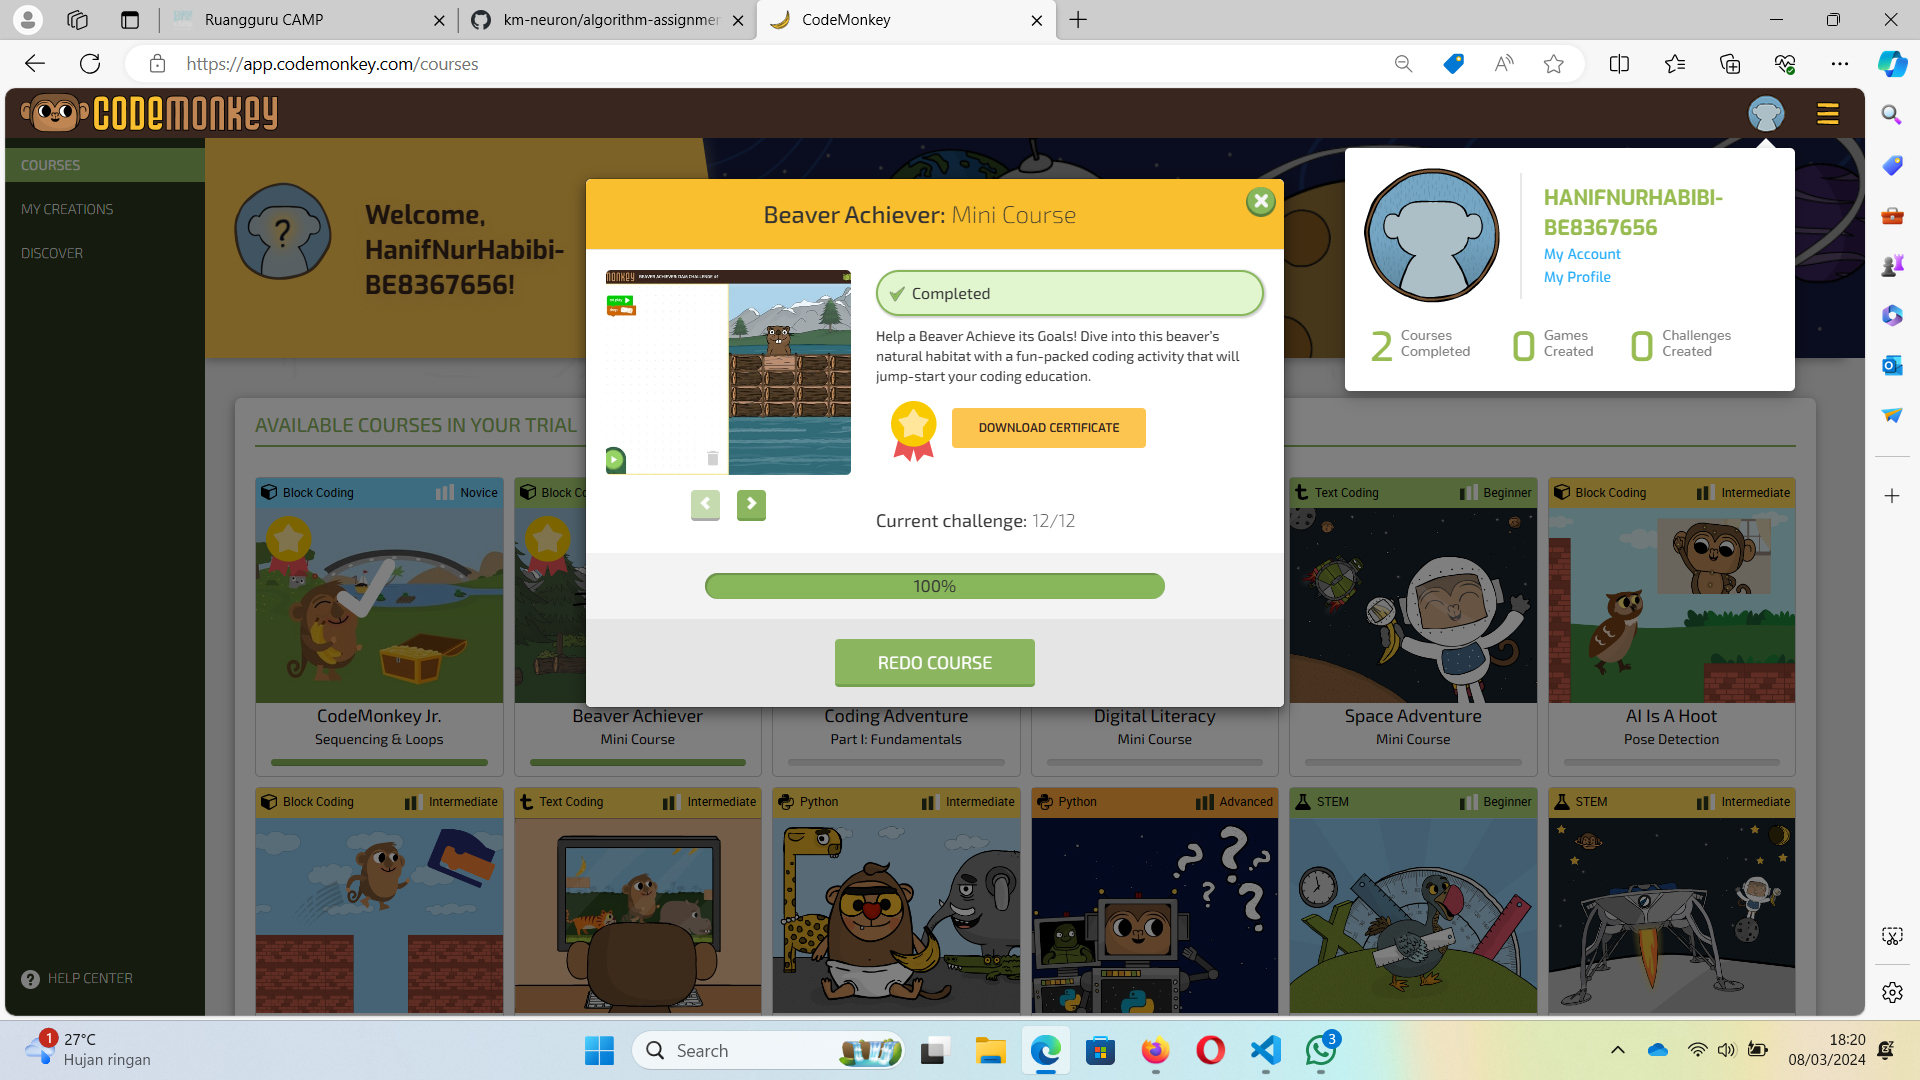 Ruangguru CAMP
km-neuron/algorithm-assignmen
CodeMonkey
https://app.codemonkey.com/courses
CODEMONKEY
COURSES
MY CREATIONS
DISCOVER
HELP CENTER
Welcome,
HanifNurHabibi-
BE8367656!
HANIFNURHABIBI-
BE8367656
My Account
My Profile
2 Courses Completed
0 Games Created
0 Challenges Created
Beaver Achiever: Mini Course
Completed
Help a Beaver Achieve its Goals! Dive into this beaver's
natural habitat with a fun-packed coding activity that will
jump-start your coding education.
DOWNLOAD CERTIFICATE
Current challenge: 12/12
100%
REDO COURSE
AVAILABLE COURSES IN YOUR TRIAL
Block Coding Novice
Block Co
Text Coding Beginner
Block Coding Intermediate
CodeMonkey Jr.
Sequencing & Loops
Beaver Achiever
Mini Course
Coding Adventure
Part I: Fundamentals
Digital Literacy
Mini Course
Space Adventure
Mini Course
AI Is A Hoot
Pose Detection
Block Coding Intermediate
Text Coding Intermediate
Python Intermediate
Python Advanced
STEM Beginner
STEM Intermediate
1
27°C
Hujan ringan
Search
3
18:20
08/03/2024